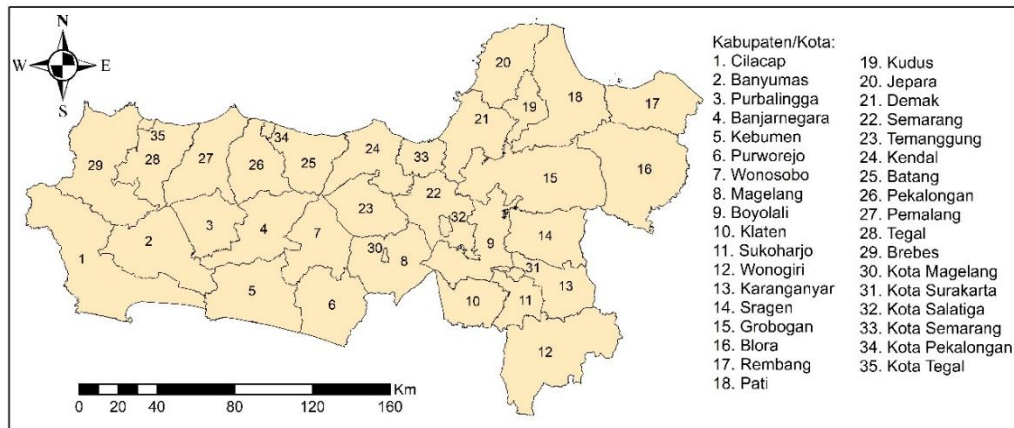 N
W E
S
20
19
18
17
21
35
34
29
28
27
26
25
24
33
15
16
22
23
32
2
3
4
7
9
14
1
30
8
31
5
6
10
11
13
12
Km
0 20 40 80 120 160
Kabupaten/Kota:
1. Cilacap
2. Banyumas
3. Purbalingga
4. Banjarnegara
5. Kebumen
6. Purworejo
7. Wonosobo
8. Magelang
9. Boyolali
10. Klaten
11. Sukoharjo
12. Wonogiri
13. Karanganyar
14. Sragen
15. Grobogan
16. Blora
17. Rembang
18. Pati
19. Kudus
20. Jepara
21. Demak
22. Semarang
23. Temanggung
24. Kendal
25. Batang
26. Pekalongan
27. Pemalang
28. Tegal
29. Brebes
30. Kota Magelang
31. Kota Surakarta
32. Kota Salatiga
33. Kota Semarang
34. Kota Pekalongan
35. Kota Tegal